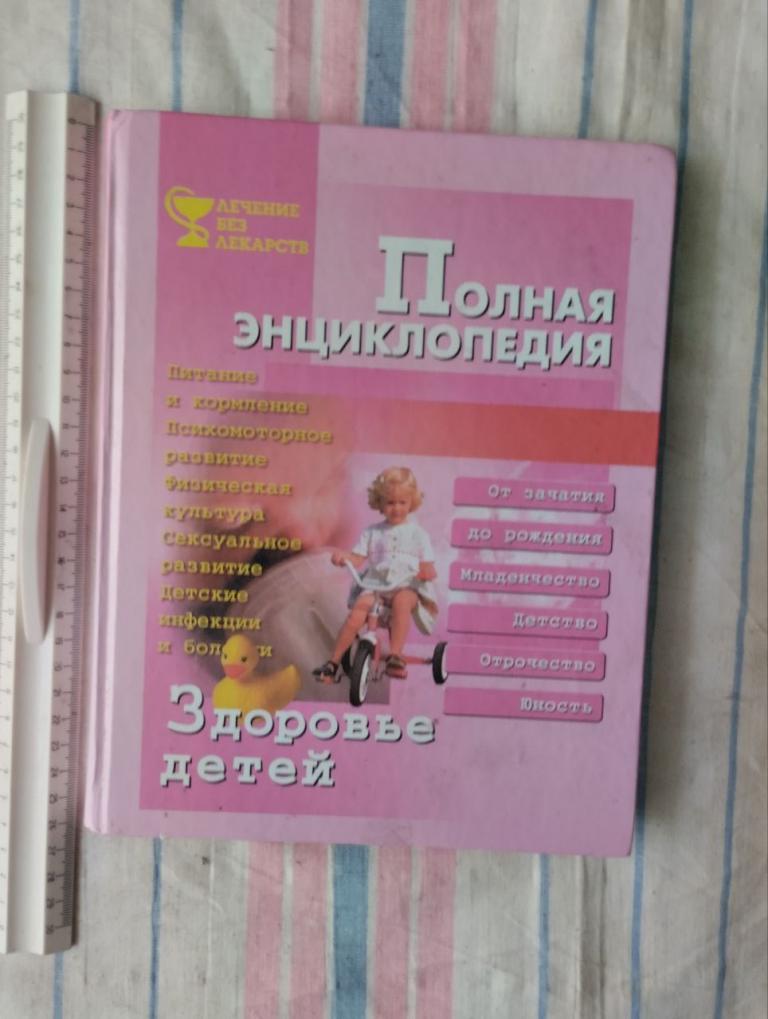 ЛЕЧЕНИЕ
БЕЗ
ЛЕКАРСТВ
ПОЛНАЯ
ЭНЦИКЛОПЕДИЯ
Питание
и кормление
Психомоторное
развитие
Физическая
культура
Сексуальное
развитие
Детские
инфекции
и бол
и
От зачатия
до рождения
Младенчество
Детство
Отрочество
Юность
Здоровье
детей